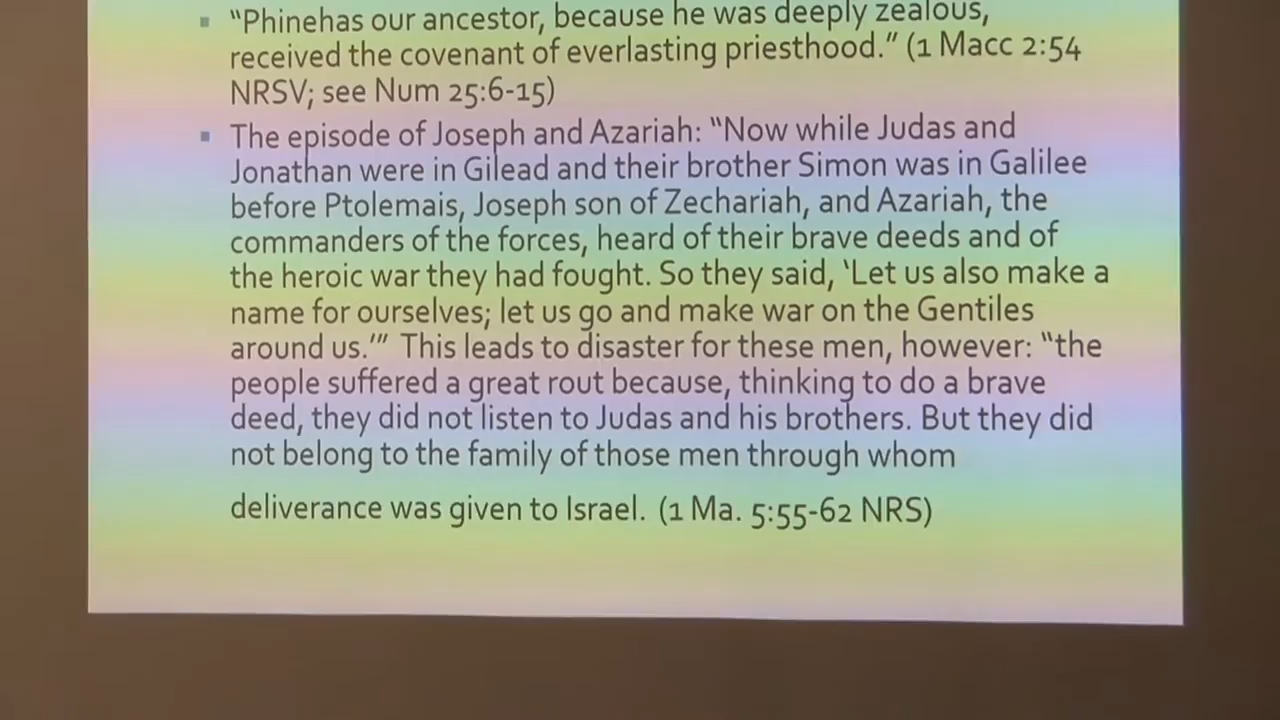 ▪ “Phinehas our ancestor, because he was deeply zealous,
received the covenant of everlasting priesthood.” (1 Macc 2:54
NRSV; see Num 25:6-15)
▪ The episode of Joseph and Azariah: “Now while Judas and
Jonathan were in Gilead and their brother Simon was in Galilee
before Ptolemais, Joseph son of Zechariah, and Azariah, the
commanders of the forces, heard of their brave deeds and of
the heroic war they had fought. So they said, ‘Let us also make a
name for ourselves; let us go and make war on the Gentiles
around us.’” This leads to disaster for these men, however: “the
people suffered a great rout because, thinking to do a brave
deed, they did not listen to Judas and his brothers. But they did
not belong to the family of those men through whom
deliverance was given to Israel. (1 Ma. 5:55-62 NRS)